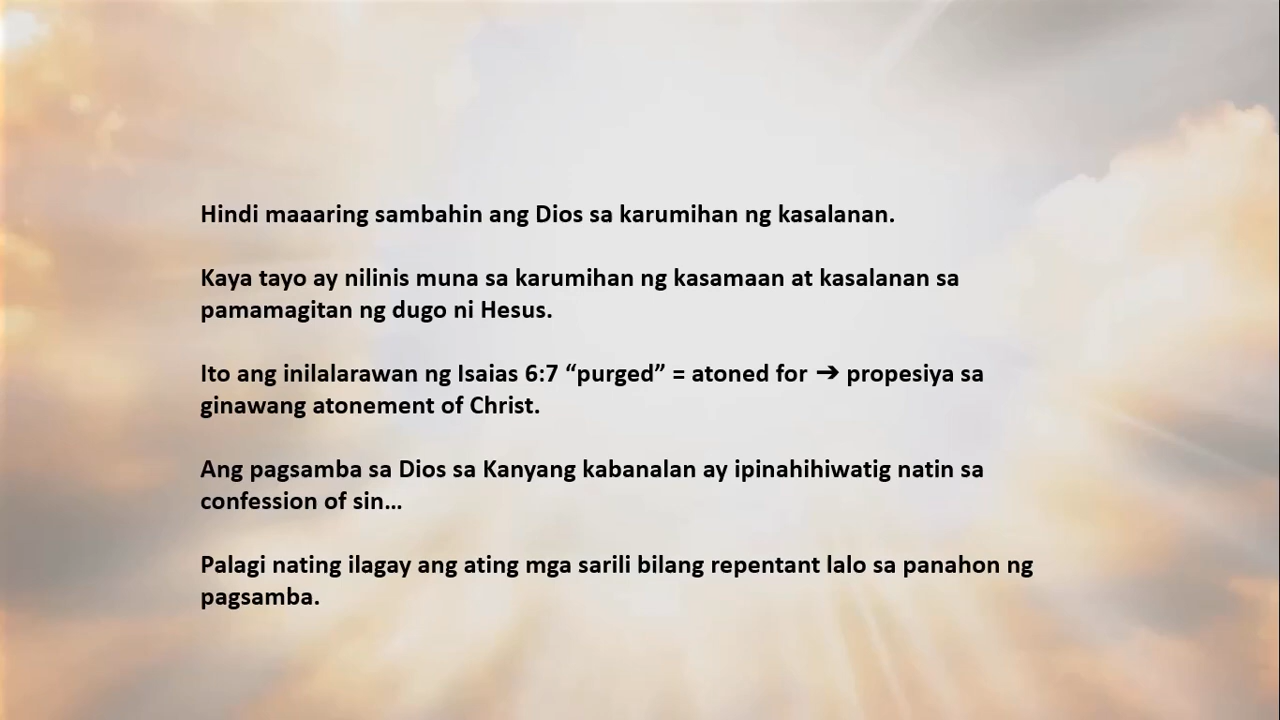 Hindi maaaring sambahin ang Dios sa karumihan ng kasalanan.
Kaya tayo ay nilinis muna sa karumihan ng kasamaan at kasalanan sa
pamamagitan ng dugo ni Hesus.
Ito ang inilalarawan ng Isaias 6:7 “purged” = atoned for ➔ propesiya sa
ginawang atonement of Christ.
Ang pagsamba sa Dios sa Kanyang kabanalan ay ipinahihiwatig natin sa
confession of sin…
Palagi nating ilagay ang ating mga sarili bilang repentant lalo sa panahon ng
pagsamba.